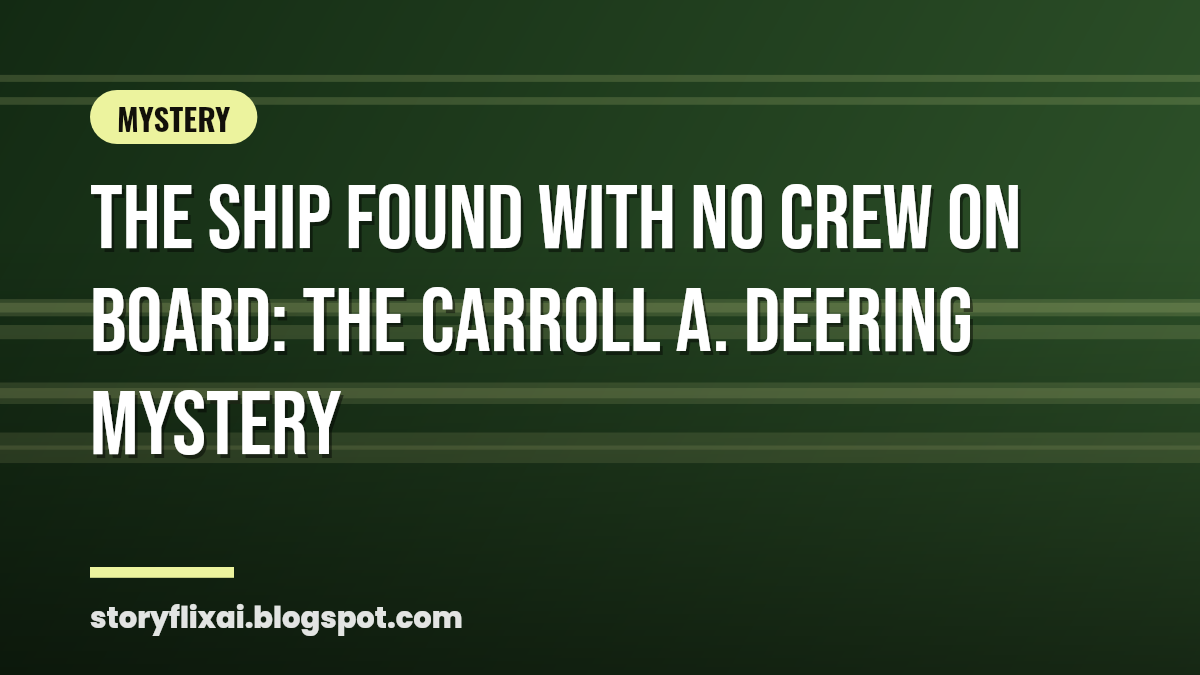 MYSTERY
THE SHIP FOUND WITH NO CREW ON
BOARD: THE CARROLL A. DEERING
MYSTERY
storyflixai.blogspot.com